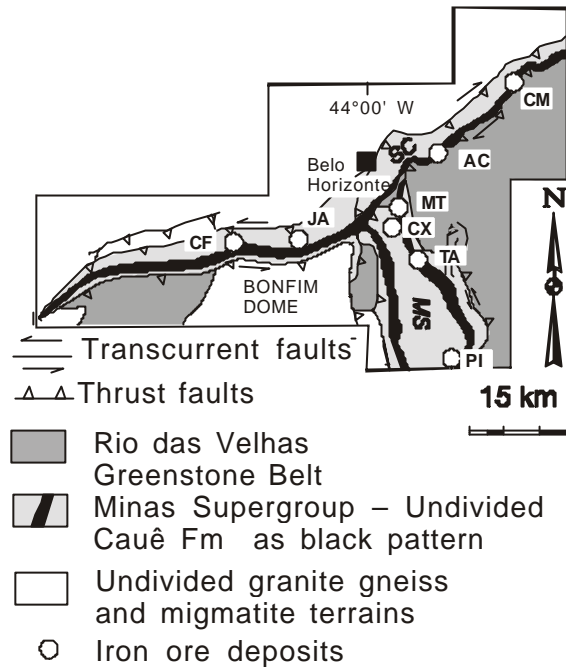 44°00' W
CM
SC
AC
Belo
Horizonte
N
MT
JA
CX
CF
TA
BONFIM
DOME
MS
PI
Transcurrent faults
15 km
Thrust faults
Rio das Velhas
Greenstone Belt
Minas Supergroup – Undivided
Cauê Fm as black pattern
Undivided granite gneiss
and migmatite terrains
Iron ore deposits